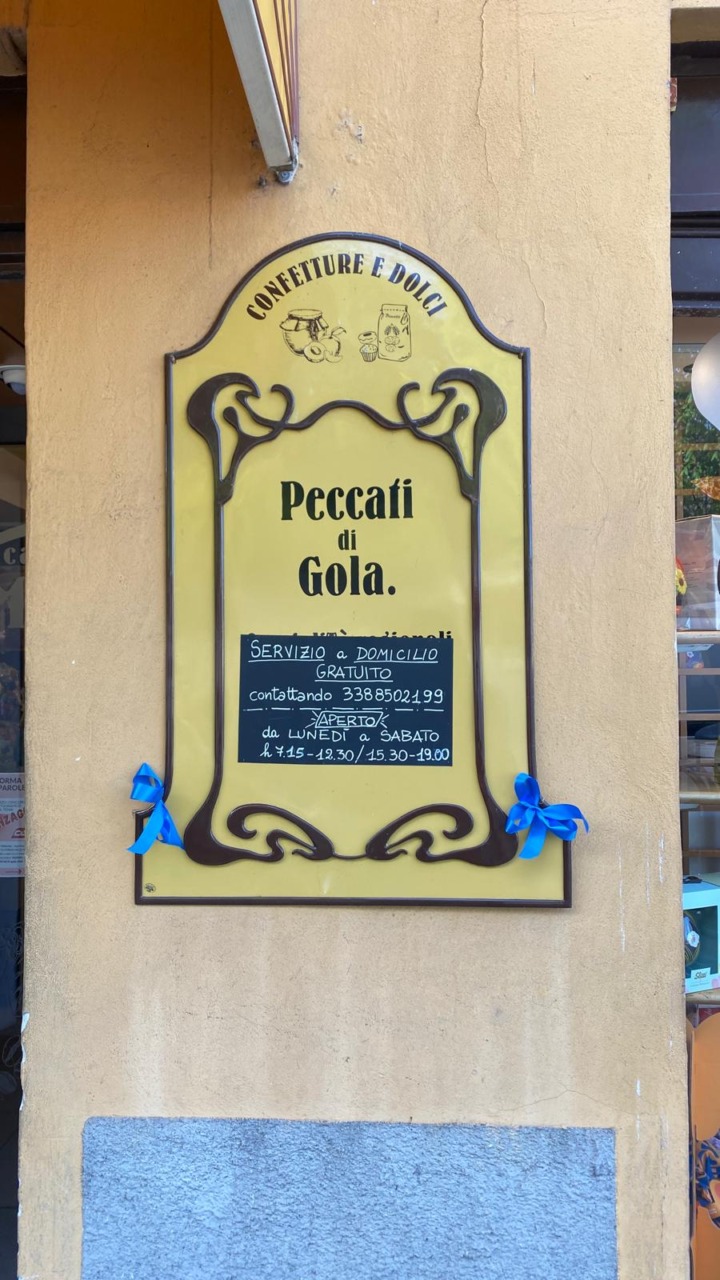 CONFETTURE E DOLCI
Peccati
di
Gola.
SERVIZIO a DOMICILIO
GRATUITO
contattando 3388502199
APERTO
da LUNEDÌ a SABATO
h 7.15-12.30/15.30-19.00